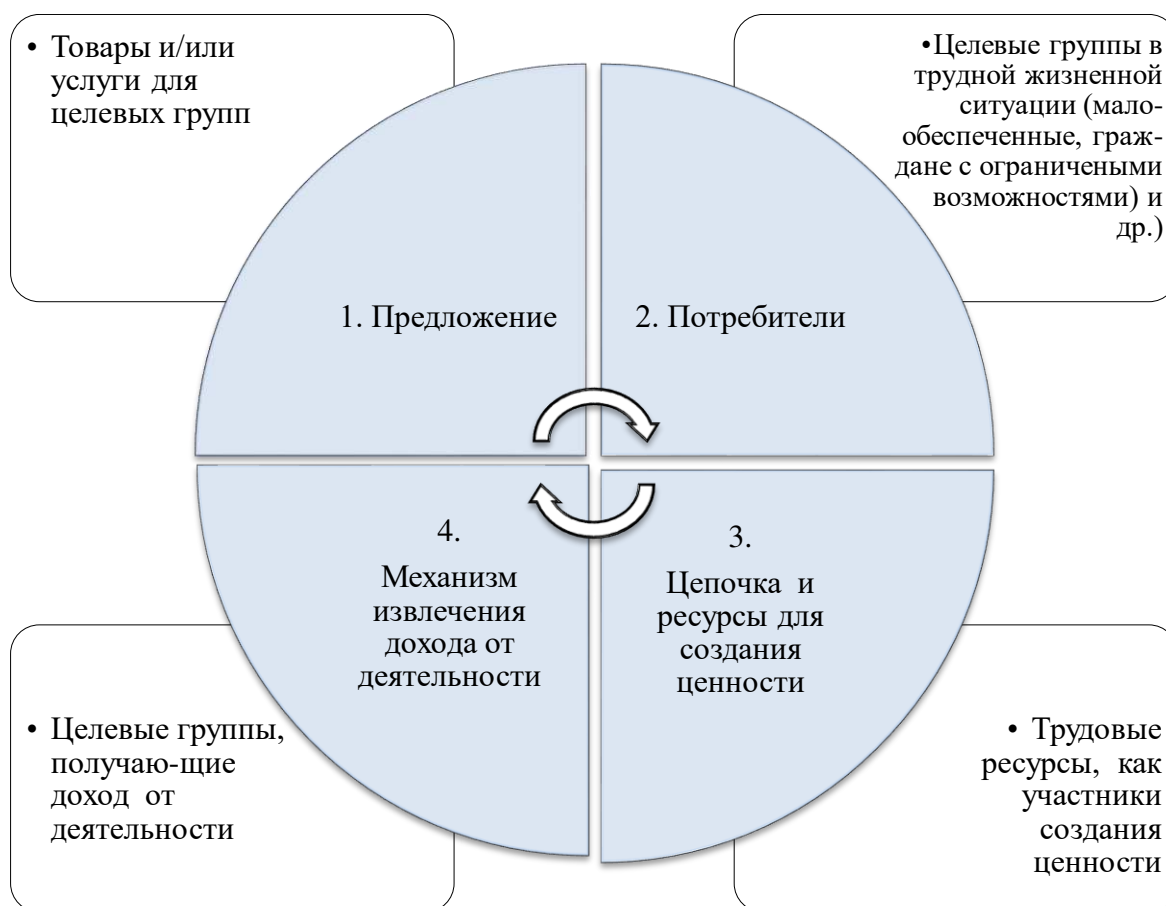 • Товары и/или
услуги для
целевых групп
•Целевые группы в
трудной жизненной
ситуации (мало-
обеспеченные, граж-
дане с ограничеными
возможностями) и
др.)
1. Предложение
2. Потребители
4.
Механизм
извлечения
дохода от
деятельности
3.
Цепочка и
ресурсы для
создания
ценности
• Целевые группы,
получаю-щие
доход от
деятельности
• Трудовые
ресурсы, как
участники
создания
ценности